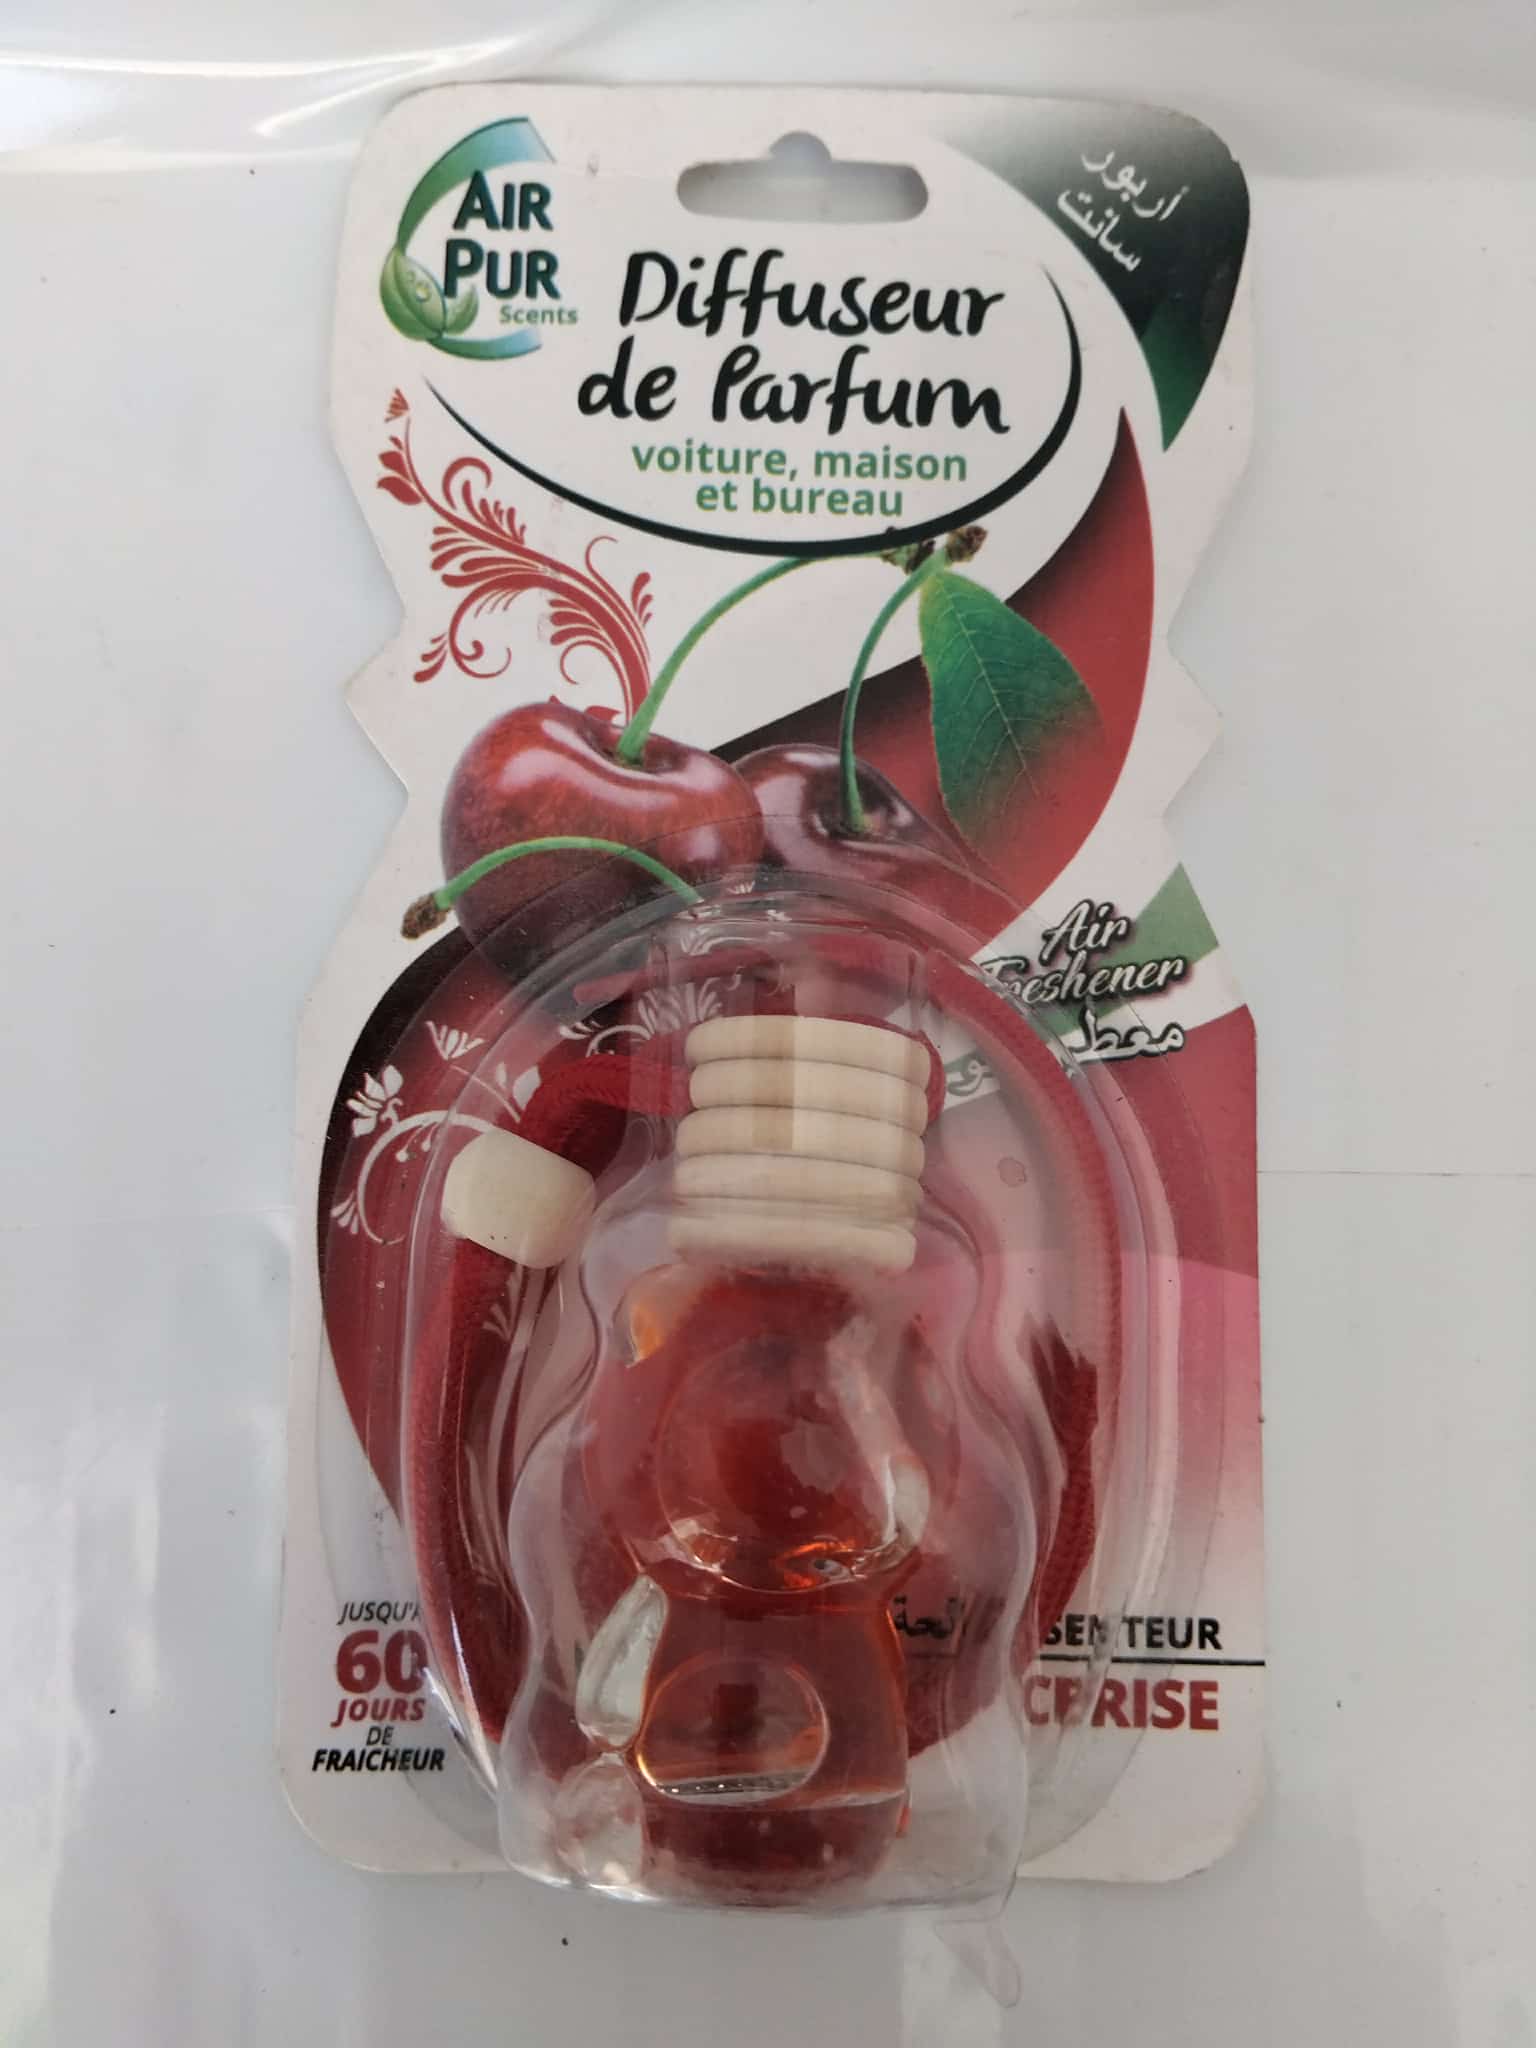 AIR
PUR
Scents
أربور
سانت
Diffuseur
de Parfum
voiture, maison
et bureau
Air
Freshener
JUSQU'À
60
JOURS
DE
FRAICHEUR
SENTEUR
CERISE